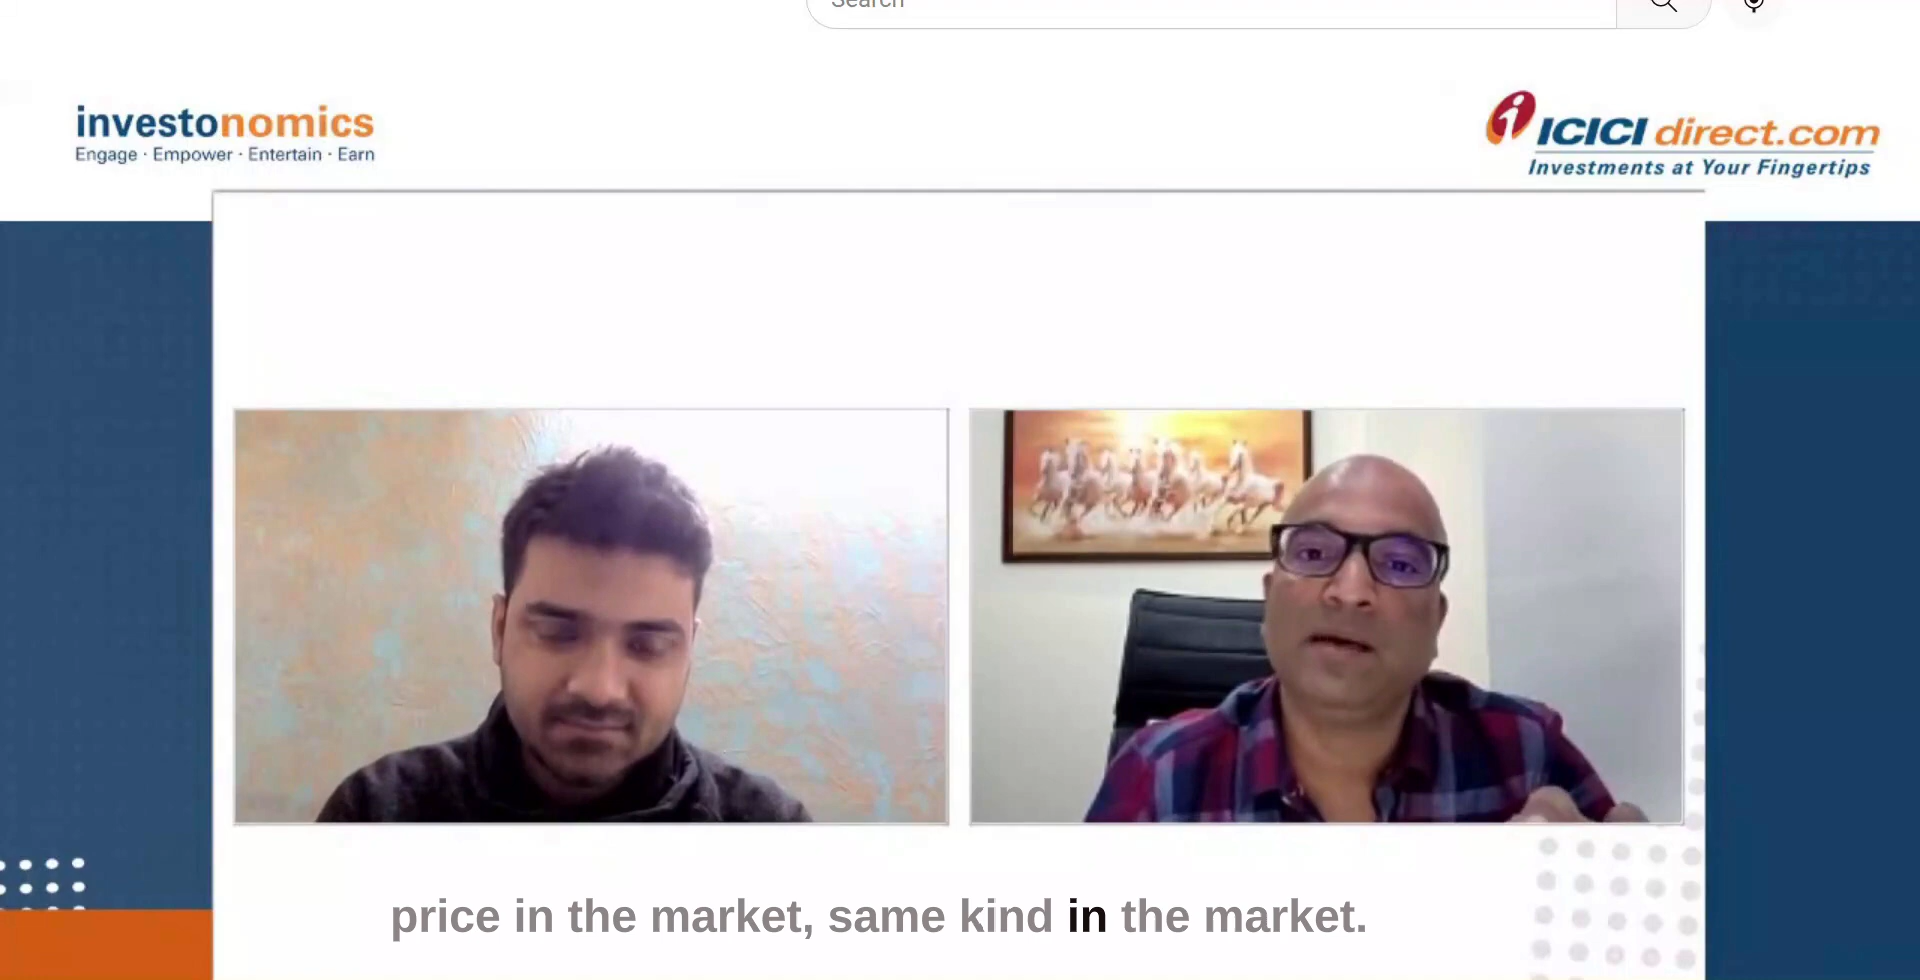 Search
investonomics
Engage · Empower · Entertain · Earn
ICICI direct.com
Investments at Your Fingertips
price in the market, same kind in the market.